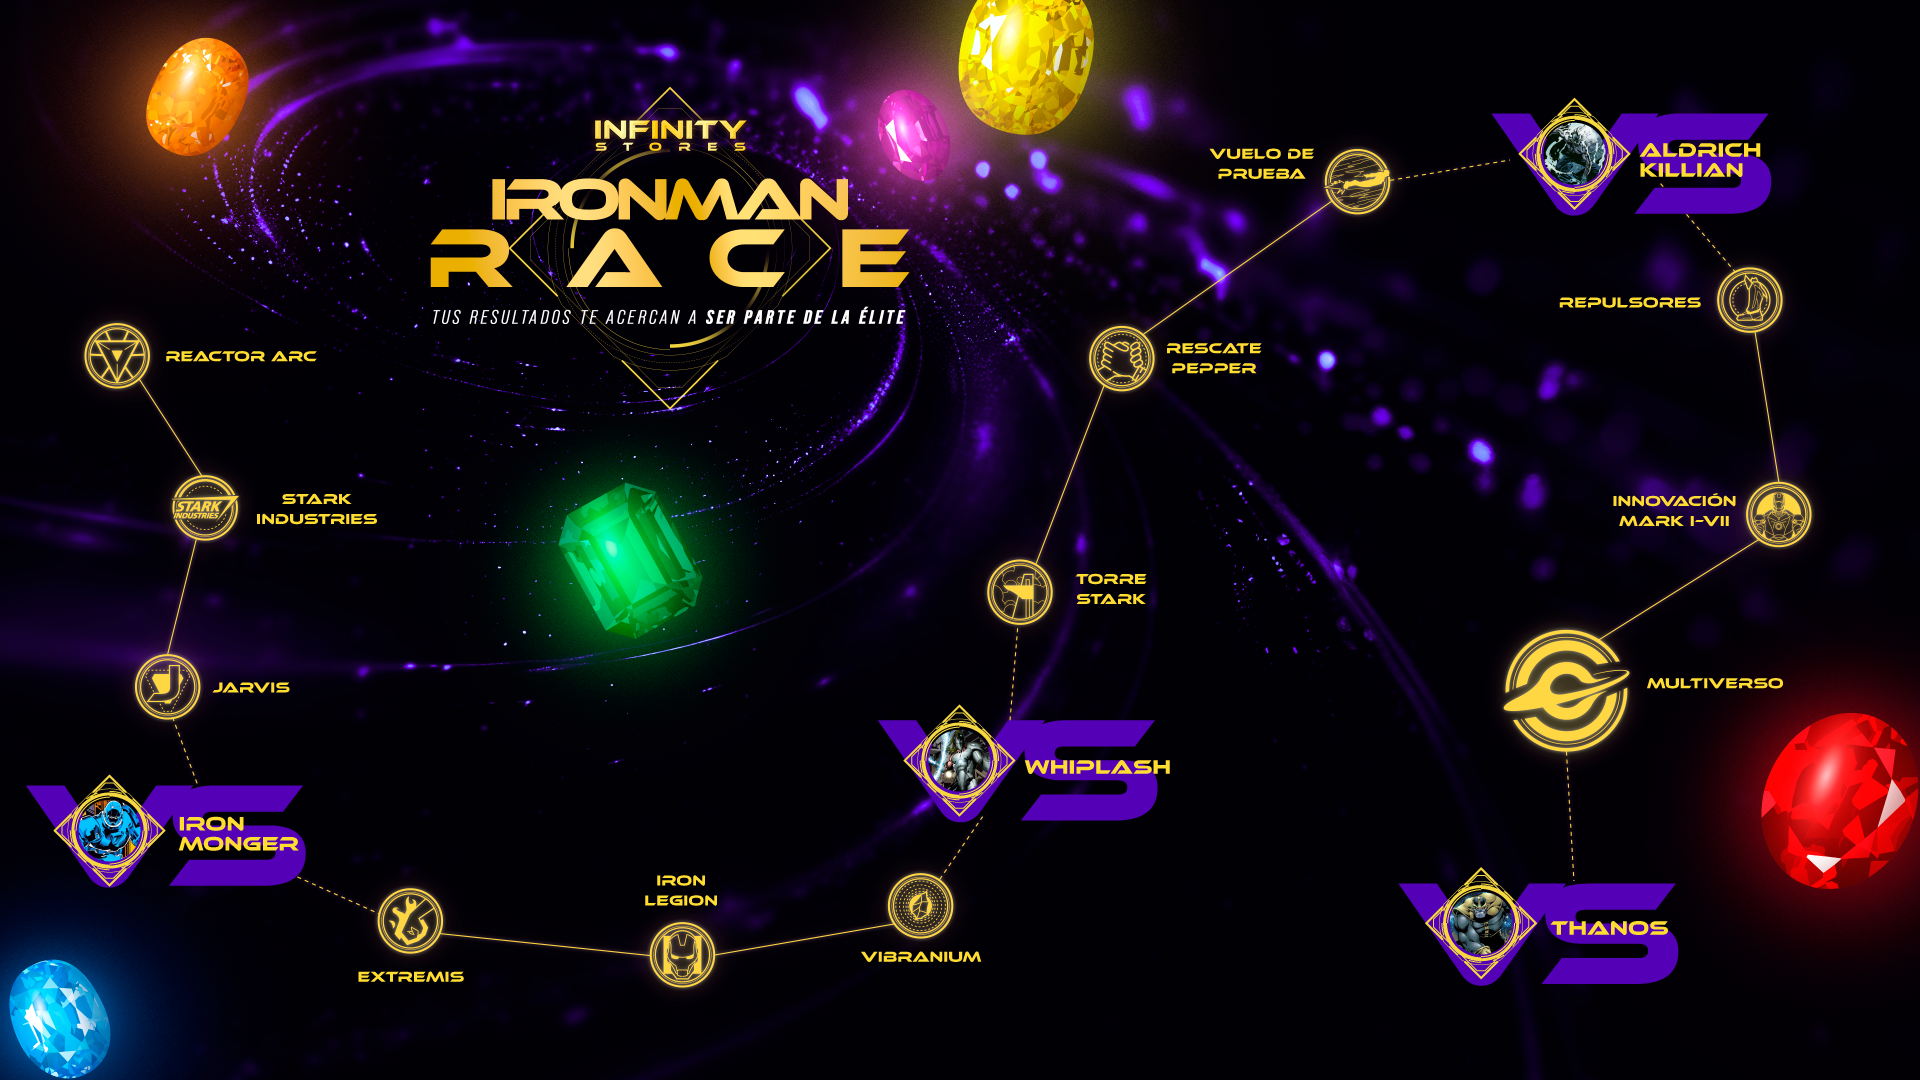 INFINITY
STORES
IRONMAN
RACE
TUS RESULTADOS TE ACERCAN A SER PARTE DE LA ÉLITE
REACTOR ARC
STARK
INDUSTRIES
STARK
INDUSTRIES
JARVIS
VS
IRON
MONGER
EXTREMIS
IRON
LEGION
VIBRANIUM
VS
WHIPLASH
TORRE
STARK
RESCATE
PEPPER
VUELO DE
PRUEBA
VS
ALDRICH
KILLIAN
REPULSORES
INNOVACIÓN
MARK I-VII
MULTIVERSO
VS
THANOS